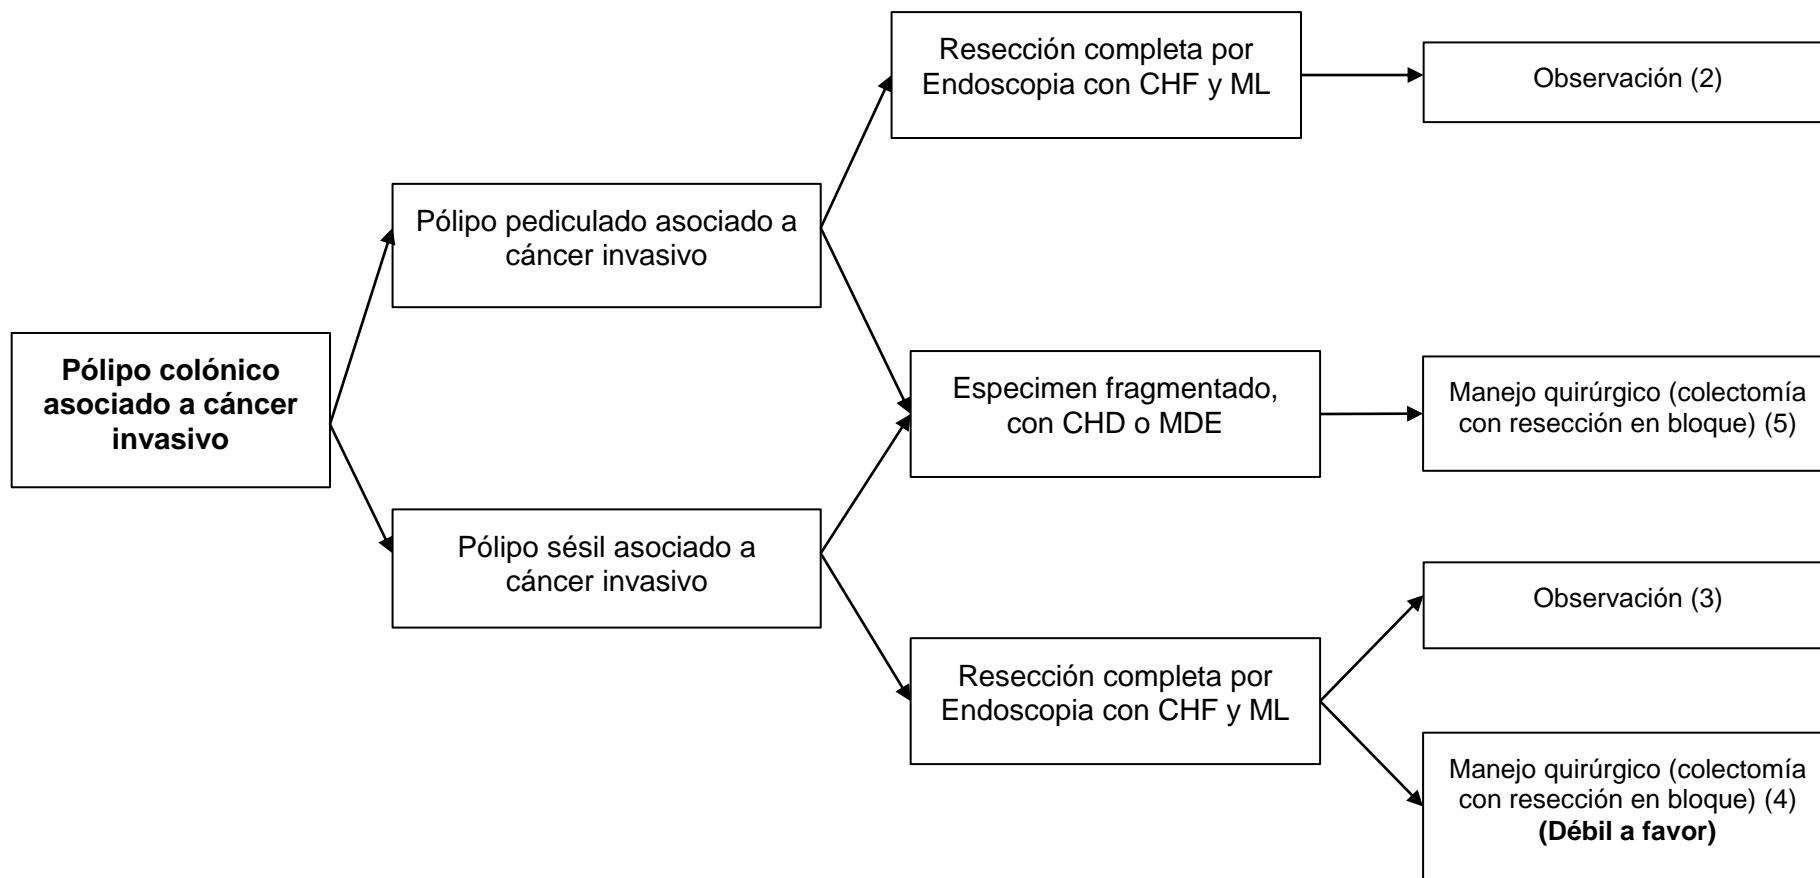 Pólipo colónico
asociado a cáncer
invasivo
Pólipo pediculado asociado a
cáncer invasivo
Pólipo sésil asociado a
cáncer invasivo
Resección completa por
Endoscopia con CHF y ML
Especimen fragmentado,
con CHD o MDE
Resección completa por
Endoscopia con CHF y ML
Observación (2)
Manejo quirúrgico (colectomía
con resección en bloque) (5)
Observación (3)
Manejo quirúrgico (colectomía
con resección en bloque) (4)
(Débil a favor)